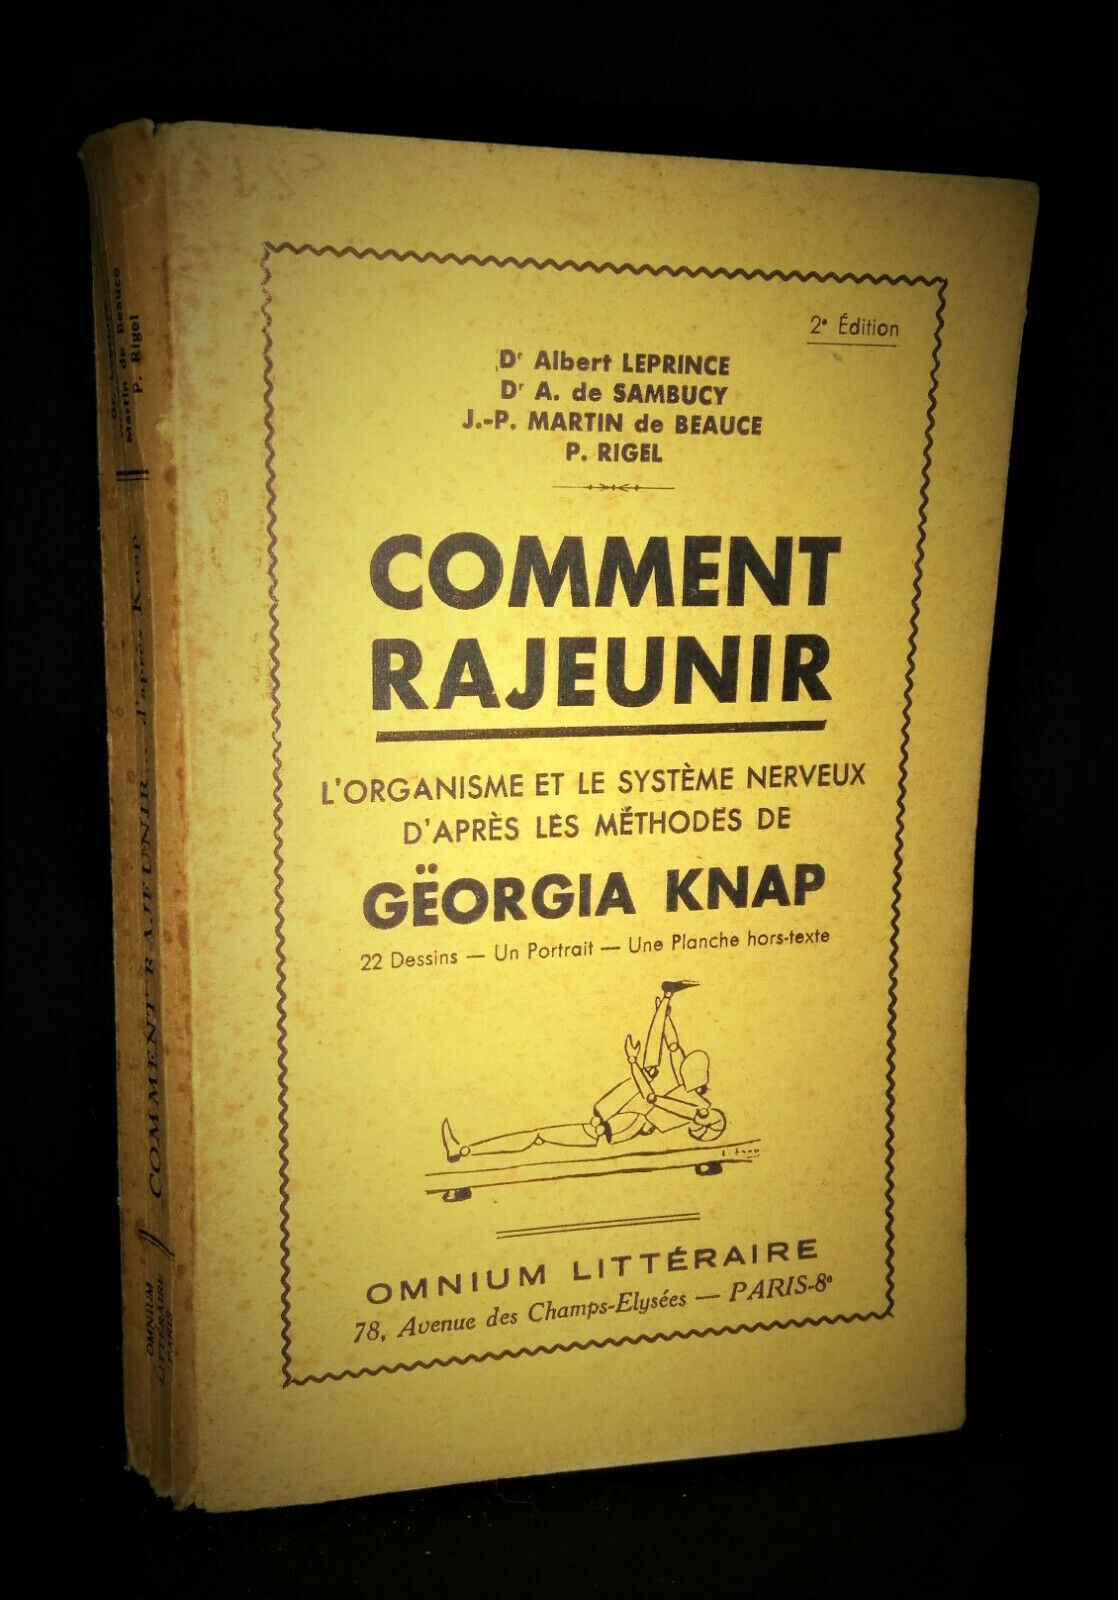 2e Édition
Dr Albert LEPRINCE
Dr A. de SAMBUCY
J.-P. MARTIN de BEAUCE
P. RIGEL
COMMENT
RAJEUNIR
L'ORGANISME ET LE SYSTÈME NERVEUX
D'APRÈS LES MÉTHODES DE
GËORGIA KNAP
22 Dessins — Un Portrait — Une Planche hors-texte
OMNIUM LITTÉRAIRE
78, Avenue des Champs-Elysées — PARIS-8e
Martin de Beauce
P. Rigel
COMMENT RAJEUNIR... d'après Knap
OMNIUM
LITTÉRAIRE
PARIS